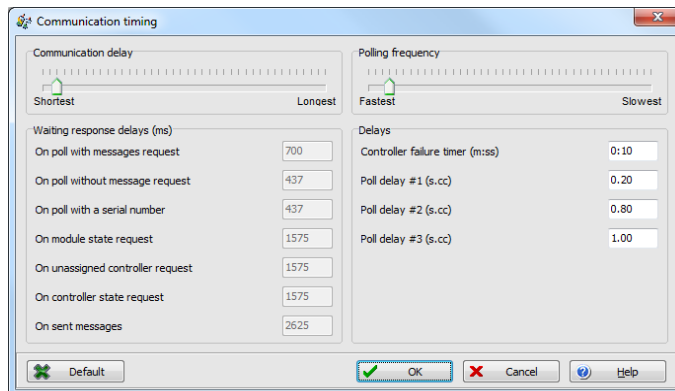 Communication timing
Communication delay
Shortest Longest
Polling frequency
Fastest Slowest
Waiting response delays (ms)
On poll with messages request 700
On poll without message request 437
On poll with a serial number 437
On module state request 1575
On unassigned controller request 1575
On controller state request 1575
On sent messages 2625
Delays
Controller failure timer (m:ss) 0:10
Poll delay #1 (s.cc) 0.20
Poll delay #2 (s.cc) 0.80
Poll delay #3 (s.cc) 1.00
Default OK Cancel Help